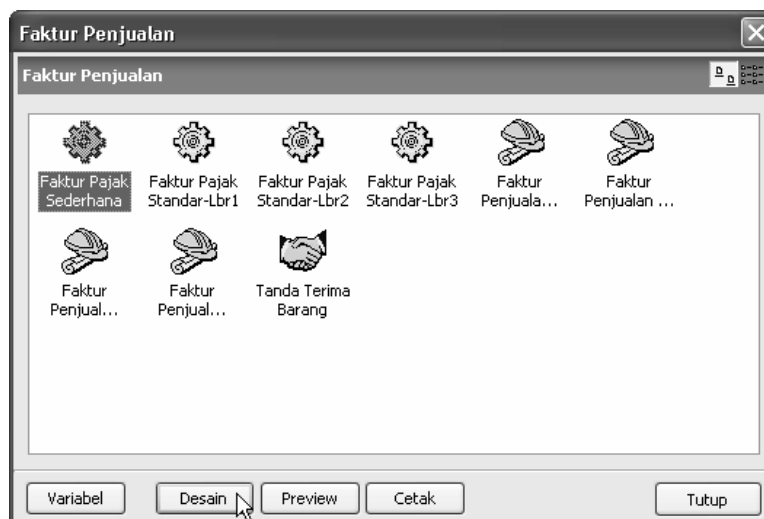 Faktur Penjualan
Faktur Penjualan
Faktur Pajak
Sederhana
Faktur Pajak
Standar-Lbr1
Faktur Pajak
Standar-Lbr2
Faktur Pajak
Standar-Lbr3
Faktur
Penjuala...
Faktur
Penjualan ...
Faktur
Penjual...
Faktur
Penjual...
Tanda Terima
Barang
Variabel
Desain
Preview
Cetak
Tutup